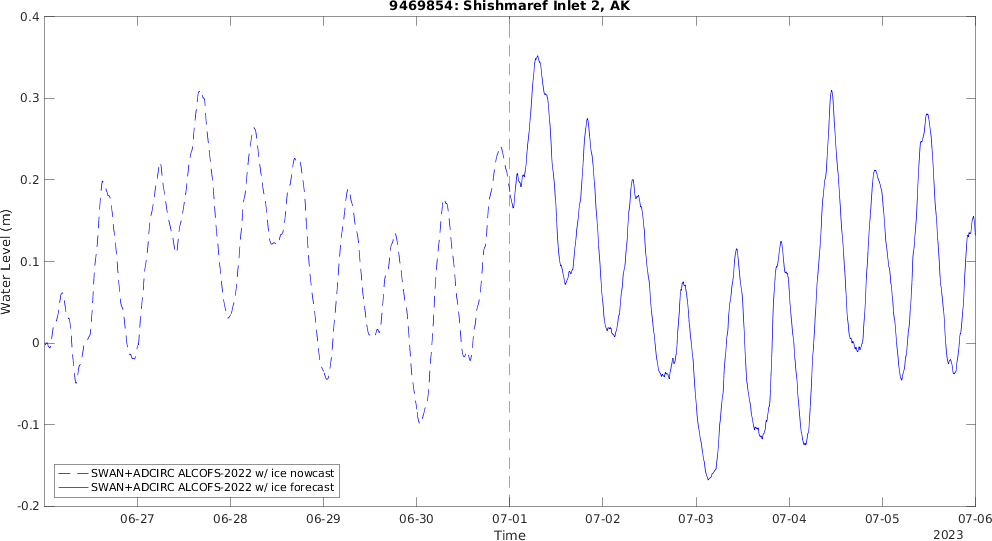 9469854: Shishmaref Inlet 2, AK
0.4
0.3
0.2
0.1
0
-0.1
-0.2
Water Level (m)
SWAN+ADCIRC ALCOFS-2022 w/ ice nowcast
SWAN+ADCIRC ALCOFS-2022 w/ ice forecast
06-27 06-28 06-29 06-30 07-01 07-02 07-03 07-04 07-05 07-06
Time
2023